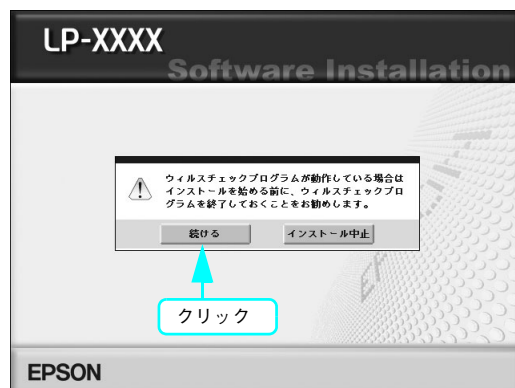 LP-XXXX
Software Installation
ウィルスチェックプログラムが動作している場合は
インストールを始める前に、ウィルスチェックプロ
グラムを終了しておくことをお勧めします。
続ける
インストール中止
クリック
EPSON